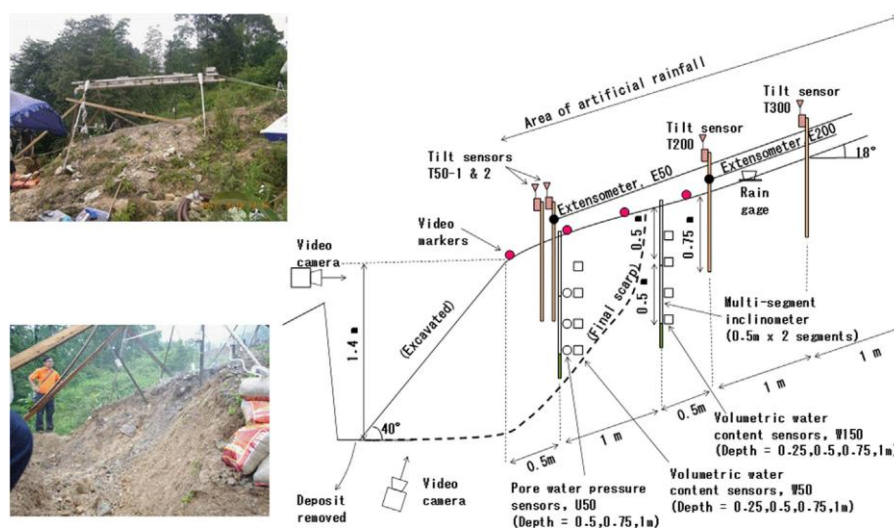 Area of artificial rainfall
Tilt sensor
T300
Tilt sensor
T200
Tilt sensors
T50-1 & 2
Extensometer, E50
Extensometer E200
18°
Rain
gage
Video
markers
Video
camera
0.5 m
0.75 m
0.5 m
(Excavated)
(Final scarp)
1.4 m
Multi-segment
inclinometer
(0.5m x 2 segments)
40°
0.5m
1 m
0.5m
1 m
1 m
Deposit
removed
Video
camera
Pore water pressure
sensors, U50
(Depth = 0.5,0.75,1m)
Volumetric water
content sensors, W50
(Depth = 0.25,0.5,0.75,1m)
Volumetric water
content sensors, W150
(Depth = 0.25,0.5,0.75,1m)